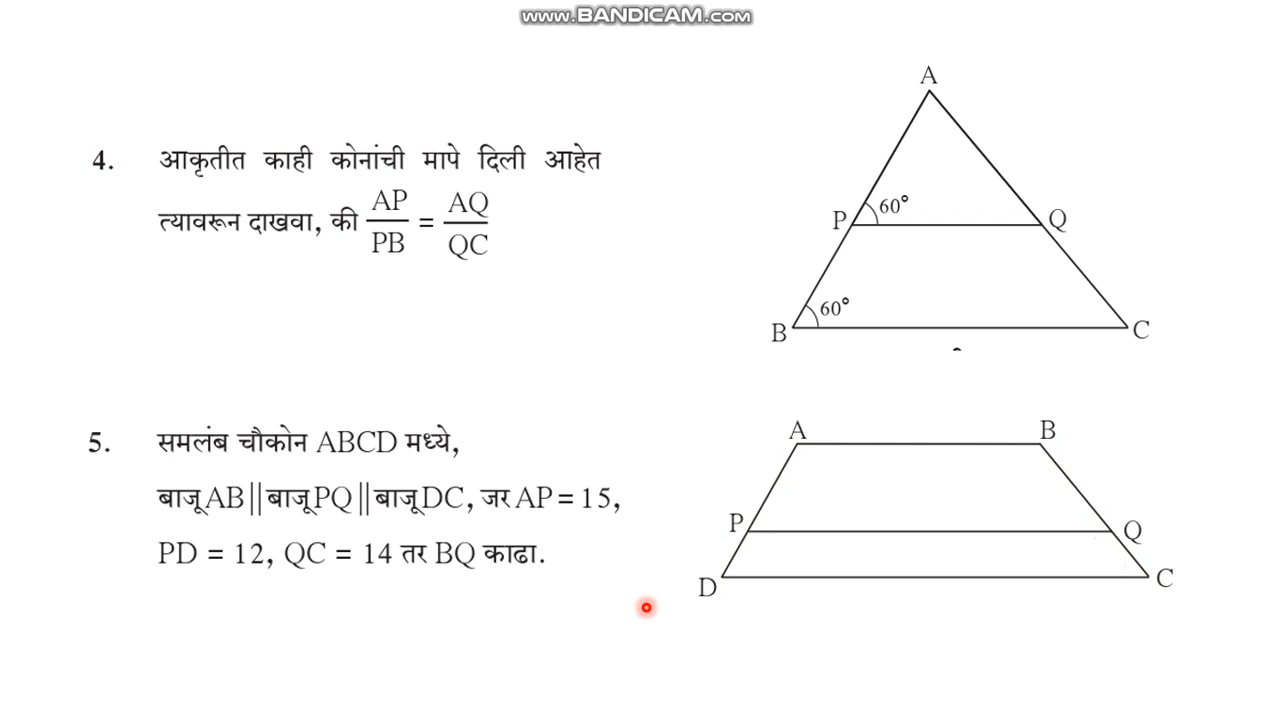 www.BANDICAM.com
4. आकृतीत काही कोनांची मापे दिली आहेत
त्यावरून दाखवा, की AP/PB = AQ/QC
A
P 60° Q
B 60° C
5. समलंब चौकोन ABCD मध्ये,
बाजू AB || बाजू PQ || बाजू DC, जर AP = 15,
PD = 12, QC = 14 तर BQ काढा.
A B
P Q
D C